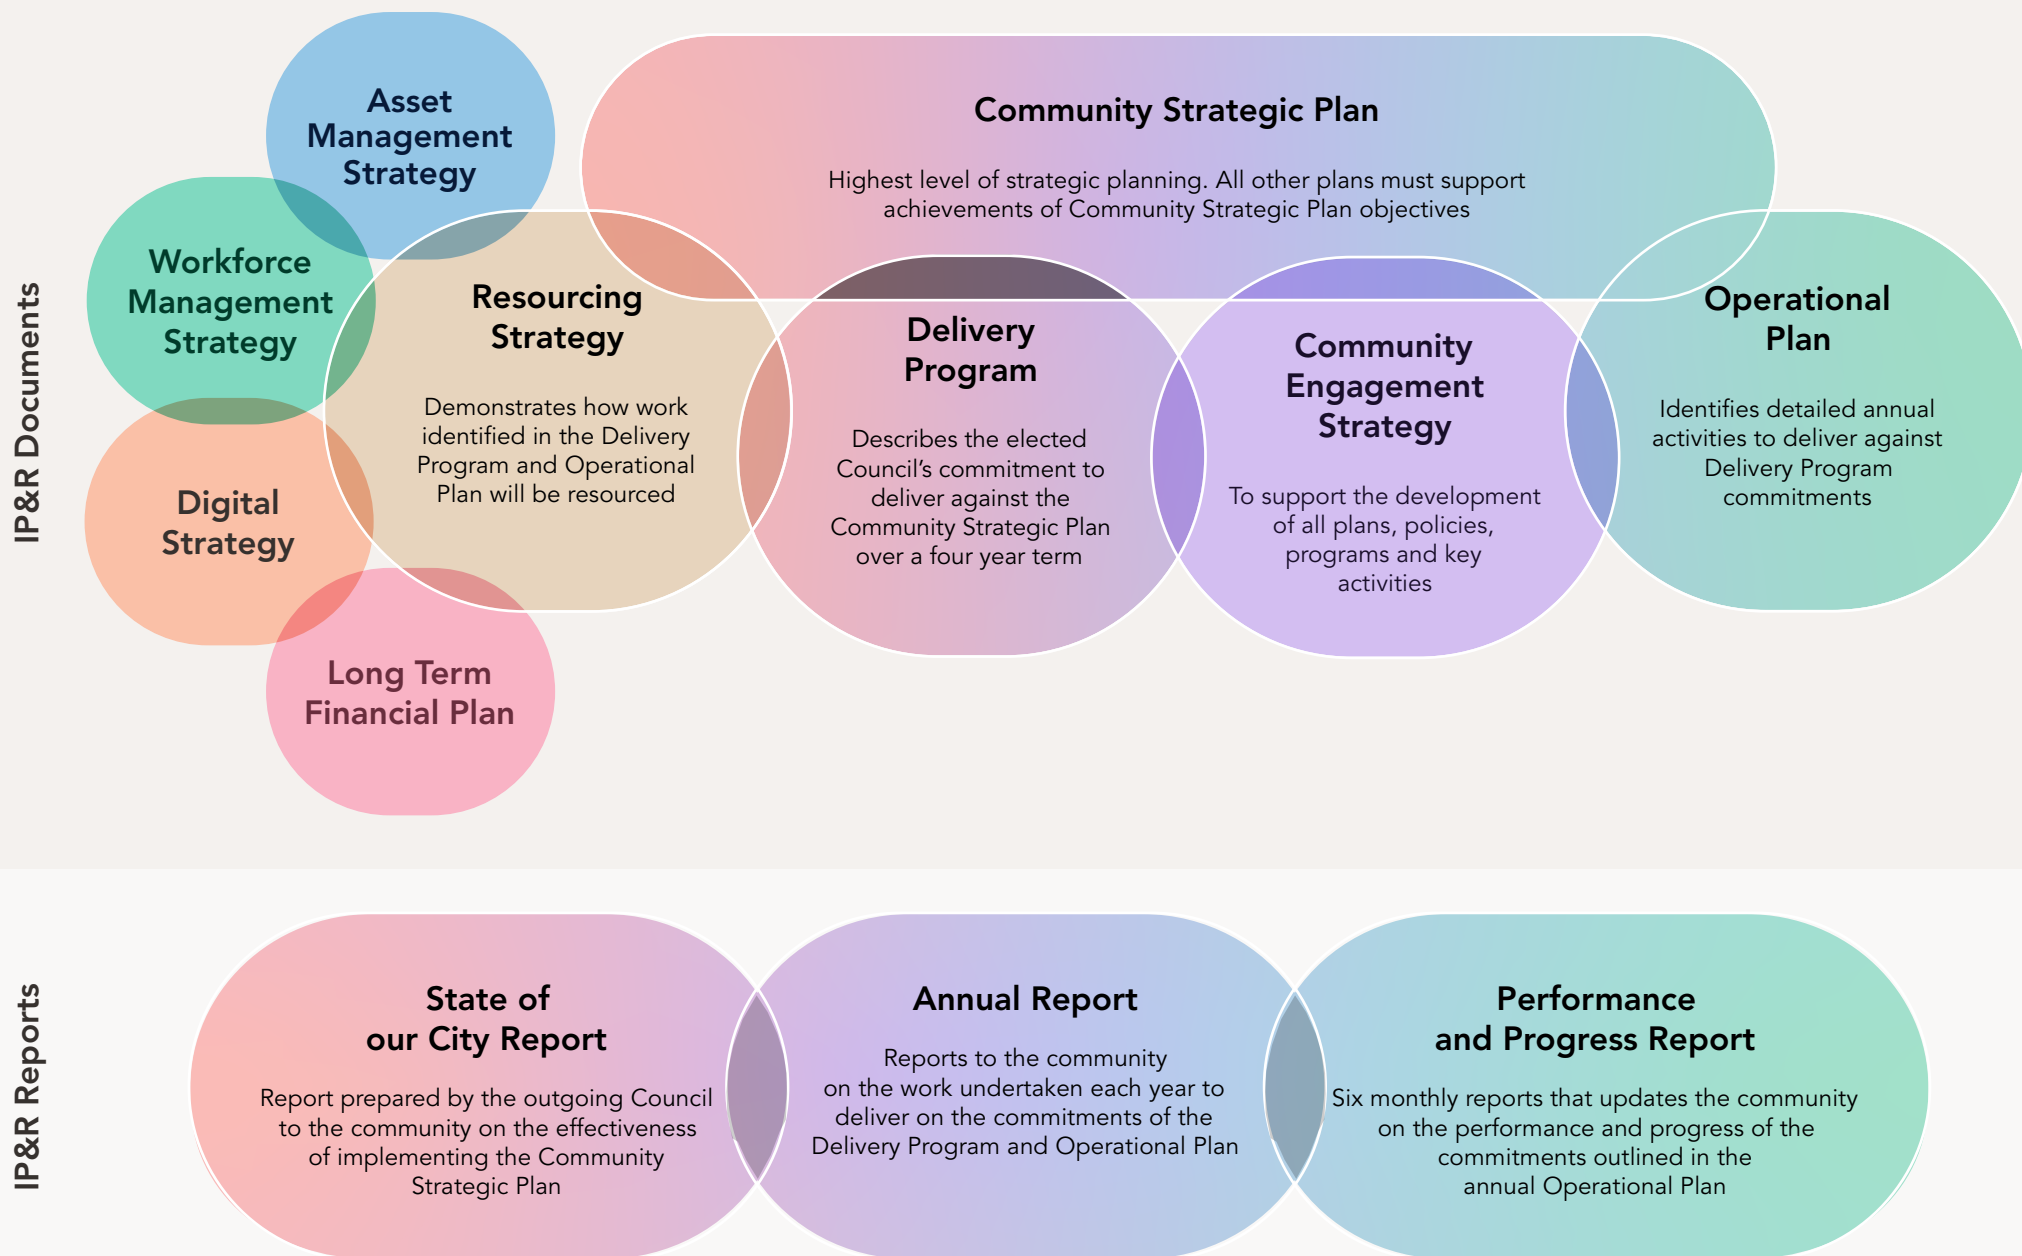 IP&R Documents
Asset
Management
Strategy
Workforce
Management
Strategy
Digital
Strategy
Long Term
Financial Plan
Community Strategic Plan
Highest level of strategic planning. All other plans must support
achievements of Community Strategic Plan objectives
Resourcing
Strategy
Demonstrates how work
identified in the Delivery
Program and Operational
Plan will be resourced
Delivery
Program
Describes the elected
Council’s commitment to
deliver against the
Community Strategic Plan
over a four year term
Community
Engagement
Strategy
To support the development
of all plans, policies,
programs and key
activities
Operational
Plan
Identifies detailed annual
activities to deliver against
Delivery Program
commitments
IP&R Reports
State of
our City Report
Report prepared by the outgoing Council
to the community on the effectiveness
of implementing the Community
Strategic Plan
Annual Report
Reports to the community
on the work undertaken each year to
deliver on the commitments of the
Delivery Program and Operational Plan
Performance
and Progress Report
Six monthly reports that updates the community
on the performance and progress of the
commitments outlined in the
annual Operational Plan